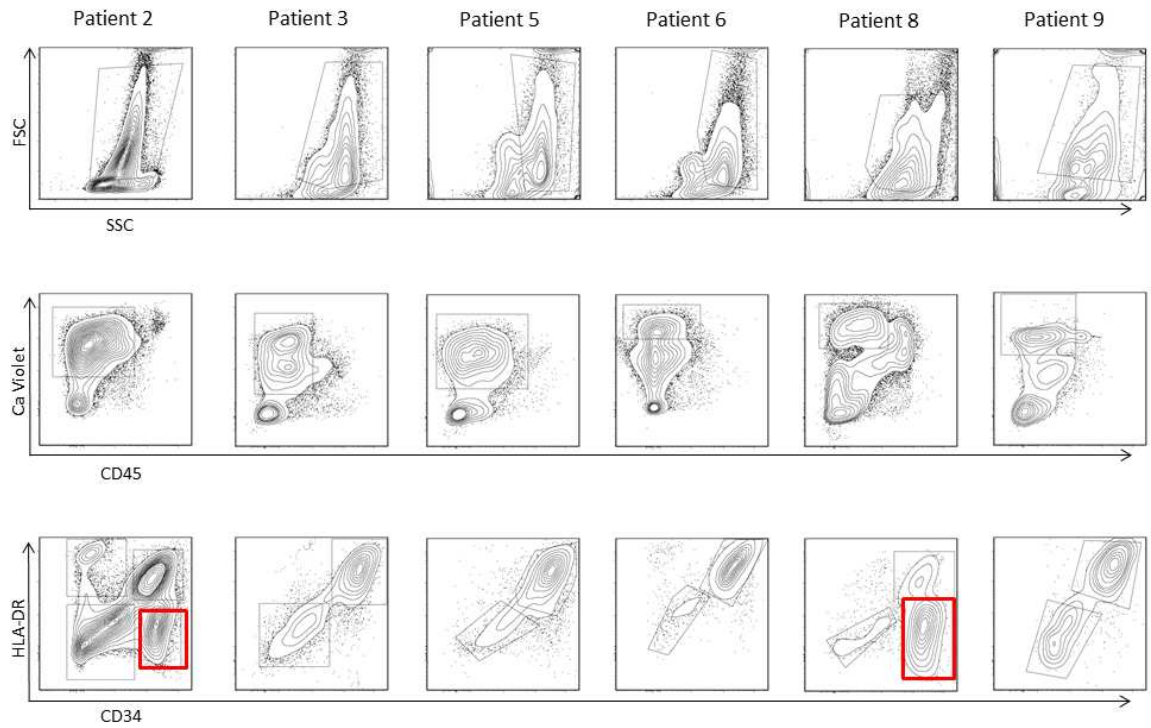 Patient 2 Patient 3 Patient 5 Patient 6 Patient 8 Patient 9
FSC
SSC
Ca Violet
CD45
HLA-DR
CD34